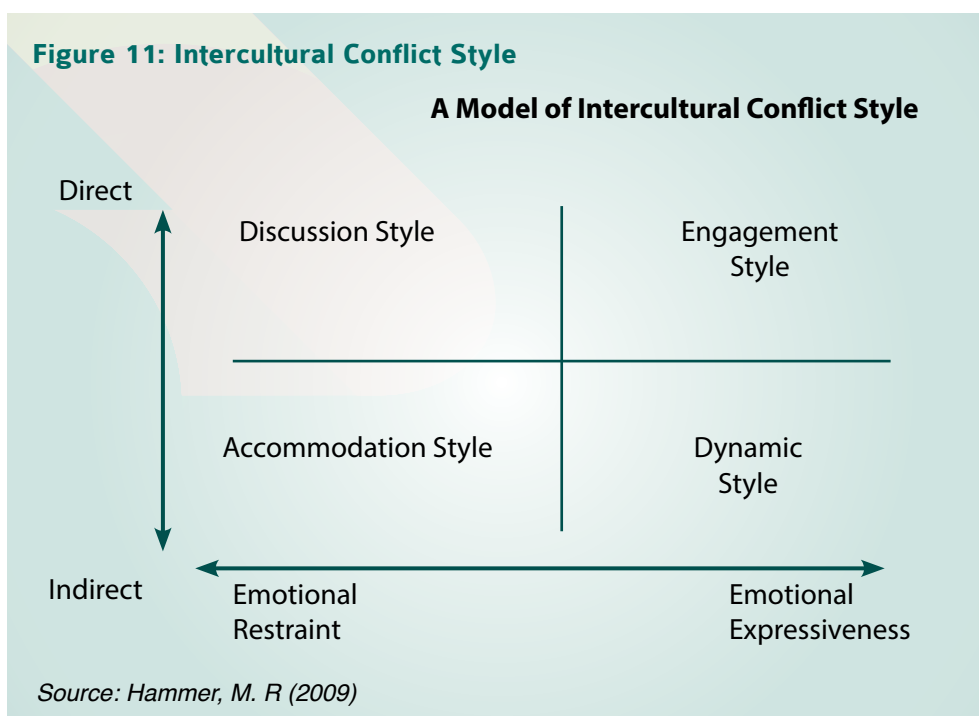 Figure 11: Intercultural Conflict Style
A Model of Intercultural Conflict Style
Direct
Discussion Style
Engagement
Style
Accommodation Style
Dynamic
Style
Indirect
Emotional
Restraint
Emotional
Expressiveness
Source: Hammer, M. R (2009)